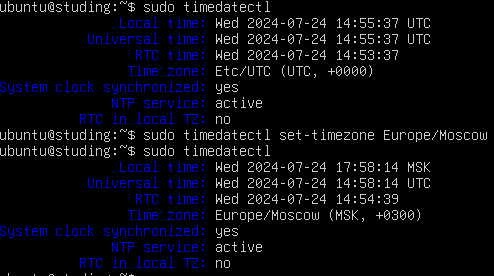 ubuntu@studing:~$ sudo timedatectl
Local time: Wed 2024-07-24 14:55:37 UTC
Universal time: Wed 2024-07-24 14:55:37 UTC
RTC time: Wed 2024-07-24 14:53:37
Time zone: Etc/UTC (UTC, +0000)
System clock synchronized: yes
NTP service: active
RTC in local TZ: no
ubuntu@studing:~$ sudo timedatectl set-timezone Europe/Moscow
ubuntu@studing:~$ sudo timedatectl
Local time: Wed 2024-07-24 17:58:14 MSK
Universal time: Wed 2024-07-24 14:58:14 UTC
RTC time: Wed 2024-07-24 14:54:39
Time zone: Europe/Moscow (MSK, +0300)
System clock synchronized: yes
NTP service: active
RTC in local TZ: no